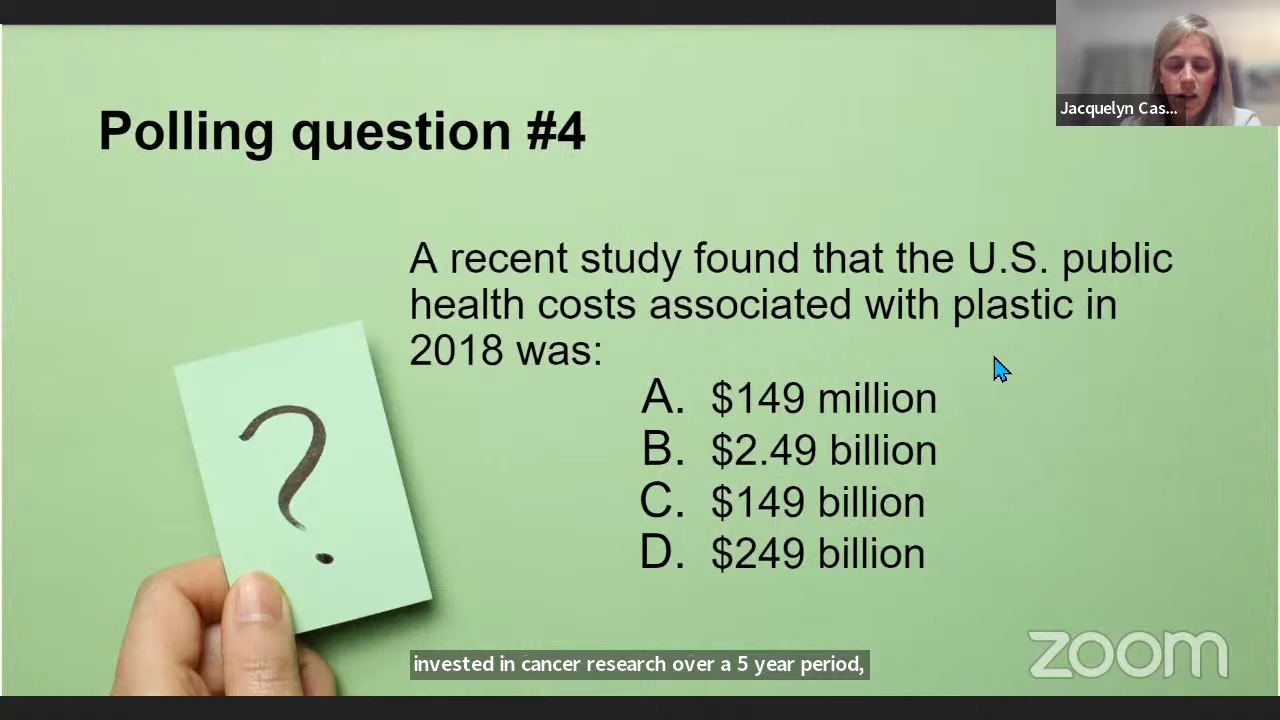 Jacquelyn Cas...
Polling question #4
A recent study found that the U.S. public
health costs associated with plastic in
2018 was:
A. $149 million
B. $2.49 billion
C. $149 billion
D. $249 billion
?
invested in cancer research over a 5 year period,
zoom